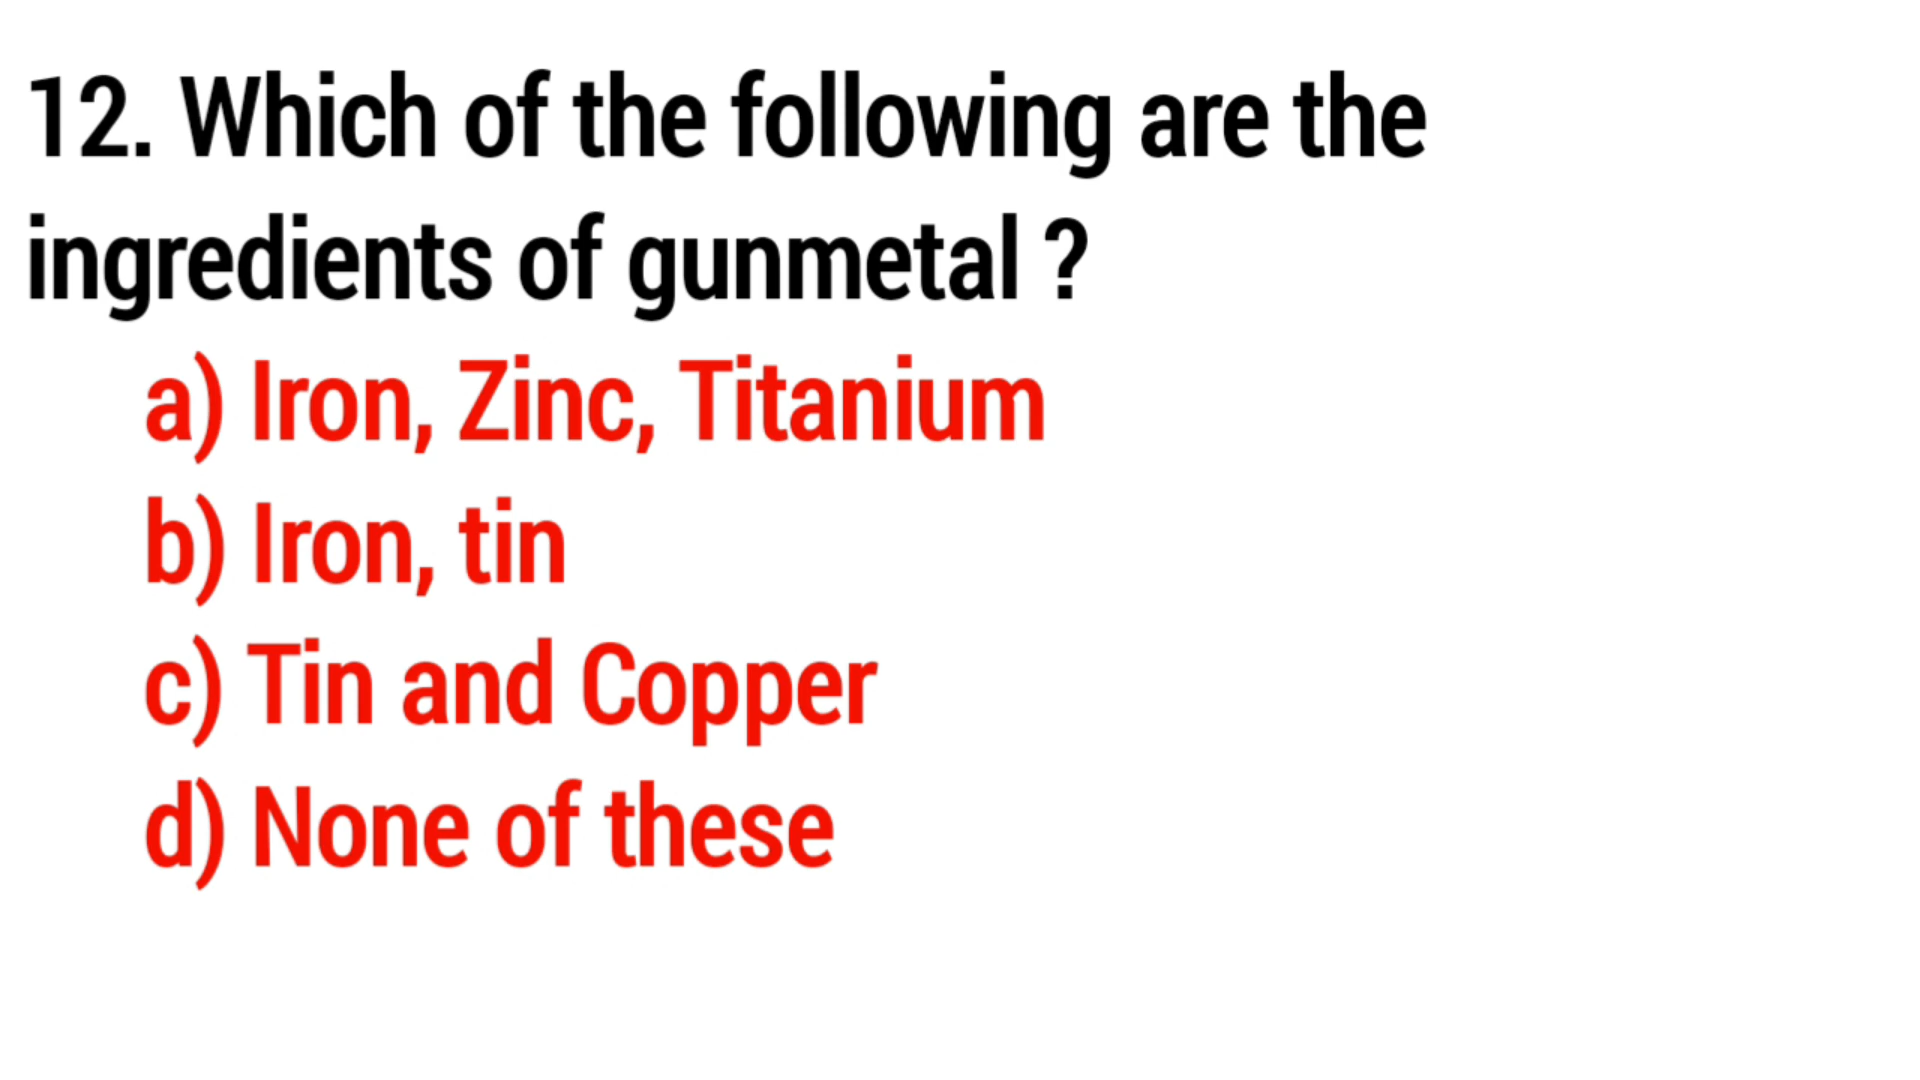 12. Which of the following are the
ingredients of gunmetal ?
a) Iron, Zinc, Titanium
b) Iron, tin
c) Tin and Copper
d) None of these